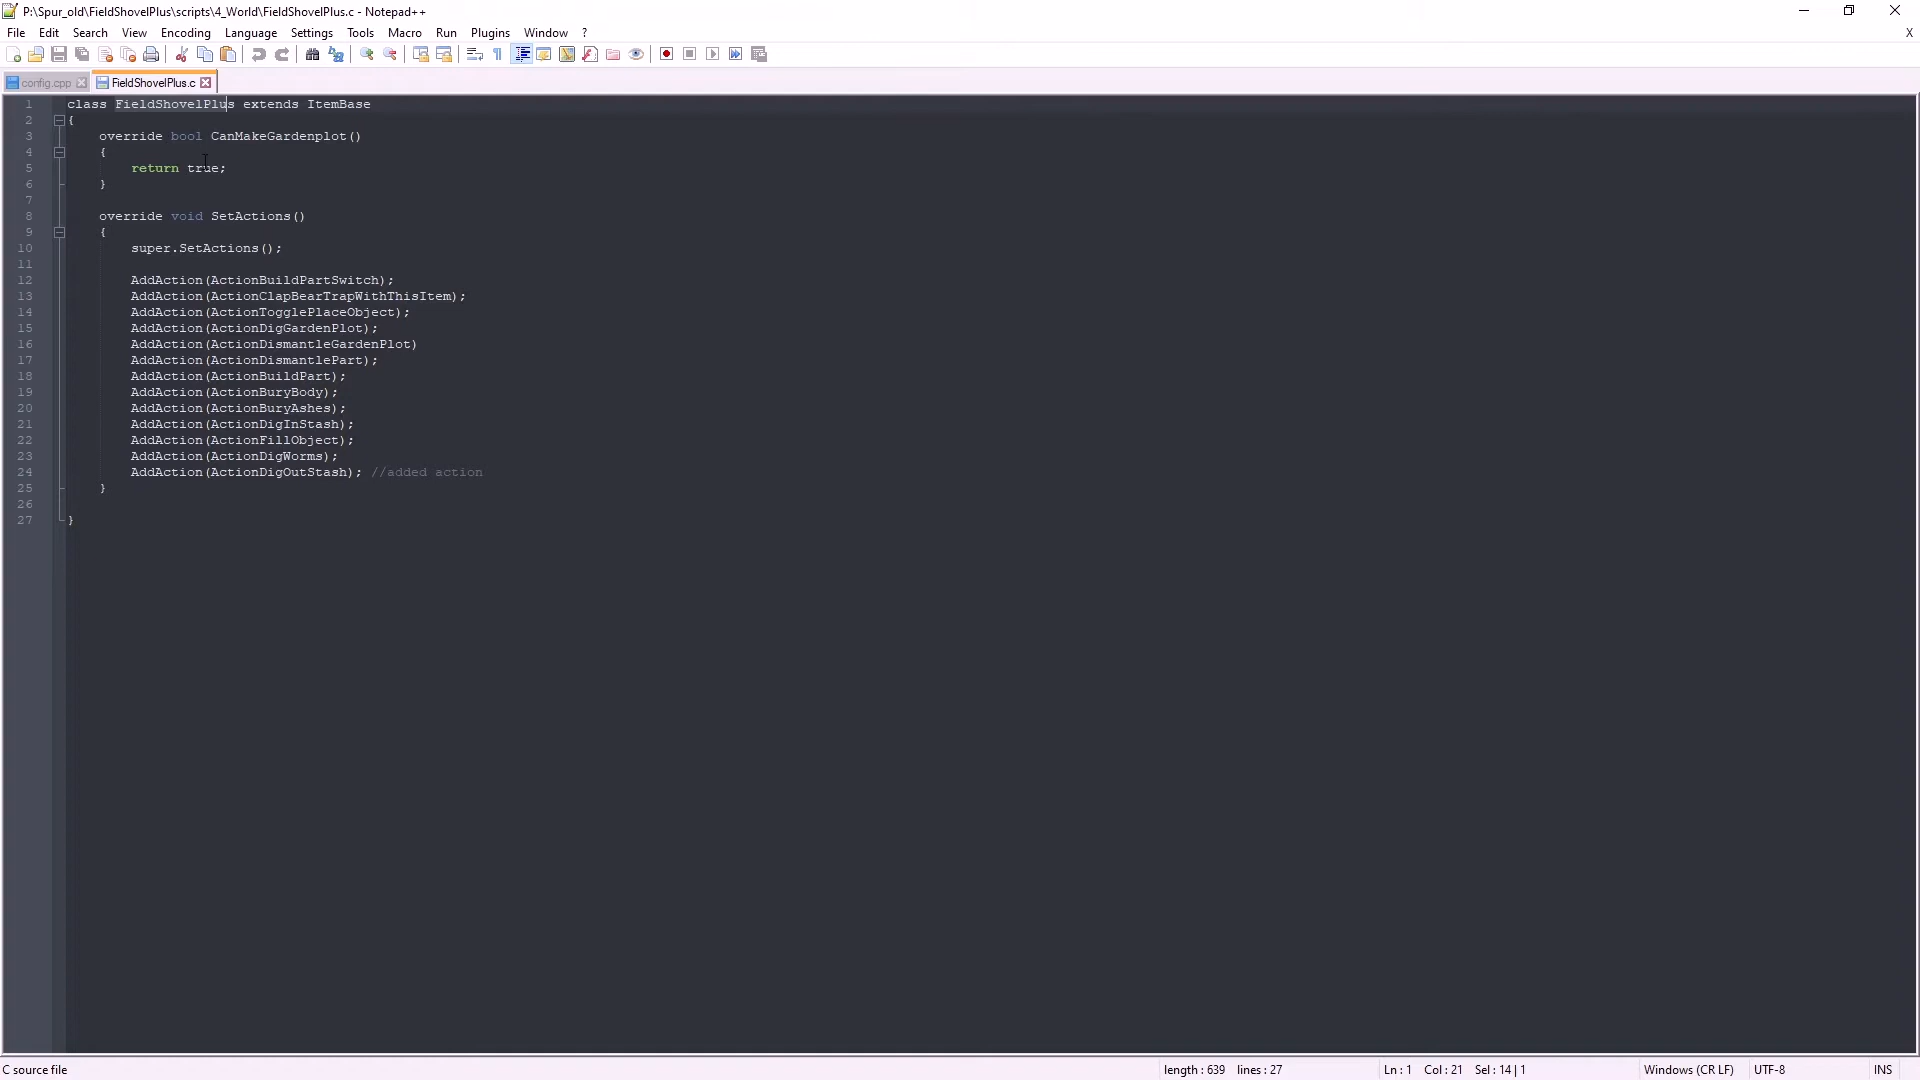 P:\Spur_old\FieldShovelPlus\scripts\4_World\FieldShovelPlus.c - Notepad++
File Edit Search View Encoding Language Settings Tools Macro Run Plugins Window ? X
config.cpp FieldShovelPlus.c
1 class FieldShovelPlus extends ItemBase
2 {
3 override bool CanMakeGardenplot()
4 {
5 return true;
6 }
7
8 override void SetActions()
9 {
10 super.SetActions();
11
12 AddAction(ActionBuildPartSwitch);
13 AddAction(ActionClapBearTrapWithThisItem);
14 AddAction(ActionTogglePlaceObject);
15 AddAction(ActionDigGardenPlot);
16 AddAction(ActionDismantleGardenPlot)
17 AddAction(ActionDismantlePart);
18 AddAction(ActionBuildPart);
19 AddAction(ActionBuryBody);
20 AddAction(ActionBuryAshes);
21 AddAction(ActionDigInStash);
22 AddAction(ActionFillObject);
23 AddAction(ActionDigWorms);
24 AddAction(ActionDigOutStash); //added action
25 }
26
27 }
C source file length : 639 lines : 27 Ln : 1 Col : 21 Sel : 14 | 1 Windows (CR LF) UTF-8 INS